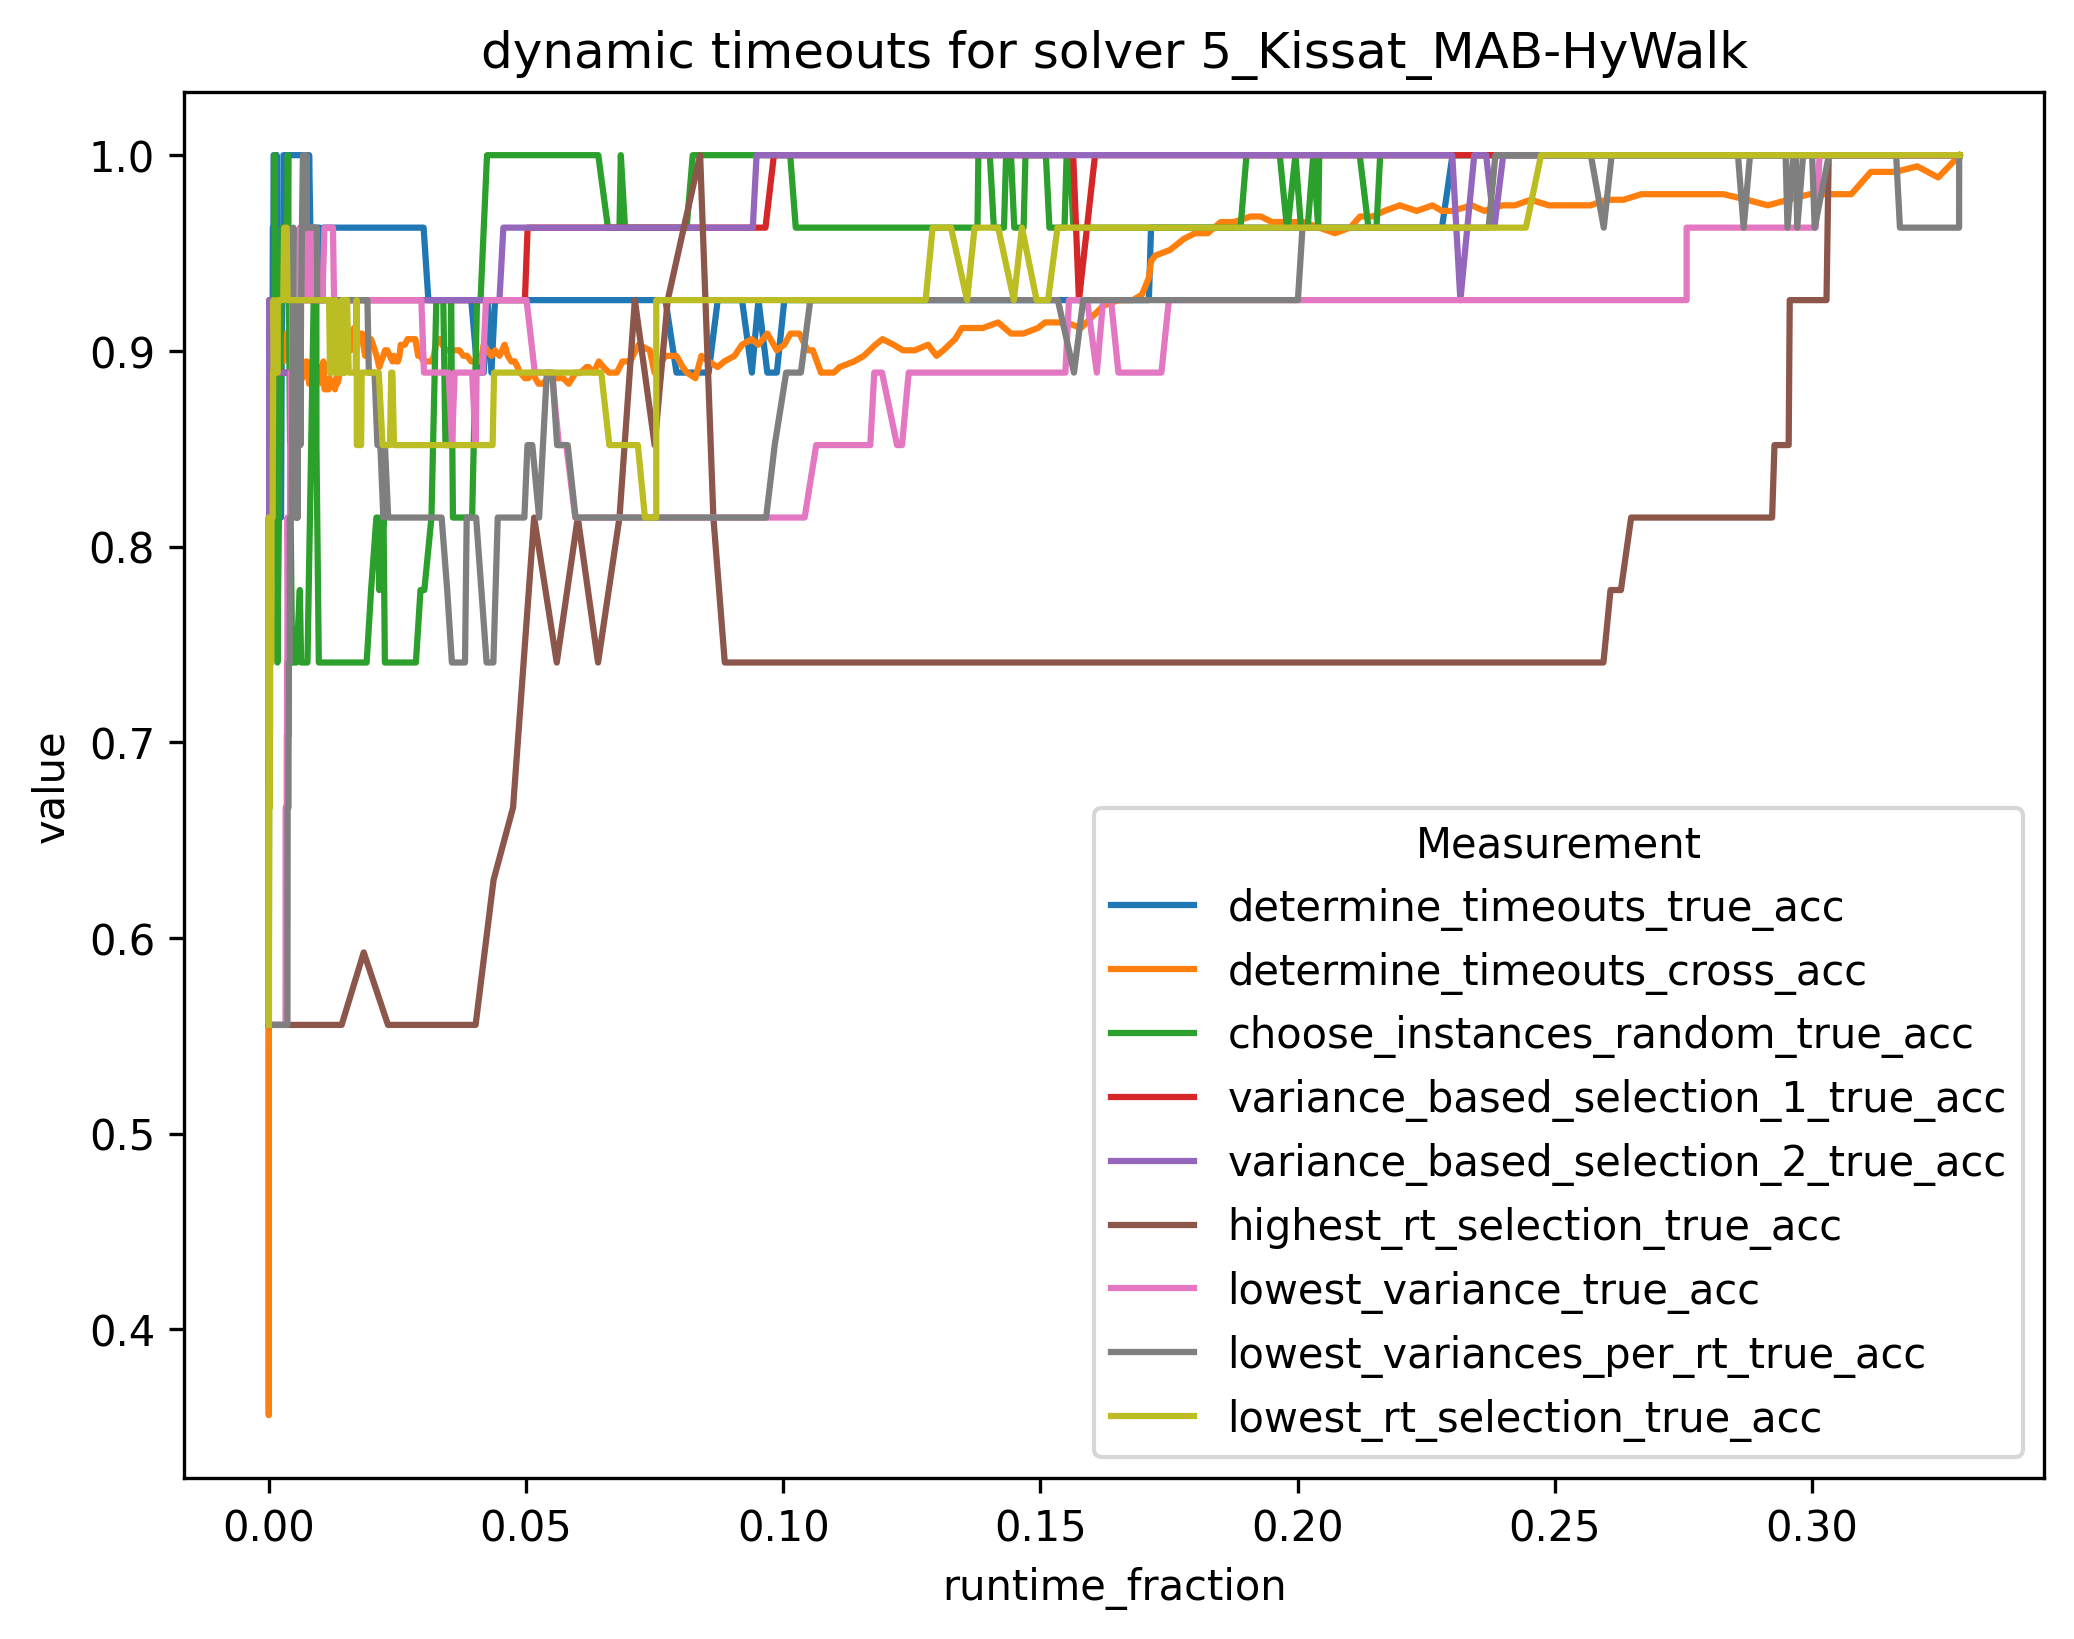 dynamic timeouts for solver 5_Kissat_MAB-HyWalk
1.0
0.9
0.8
0.7
0.6
0.5
0.4
value
Measurement
determine_timeouts_true_acc
determine_timeouts_cross_acc
choose_instances_random_true_acc
variance_based_selection_1_true_acc
variance_based_selection_2_true_acc
highest_rt_selection_true_acc
lowest_variance_true_acc
lowest_variances_per_rt_true_acc
lowest_rt_selection_true_acc
0.00 0.05 0.10 0.15 0.20 0.25 0.30
runtime_fraction